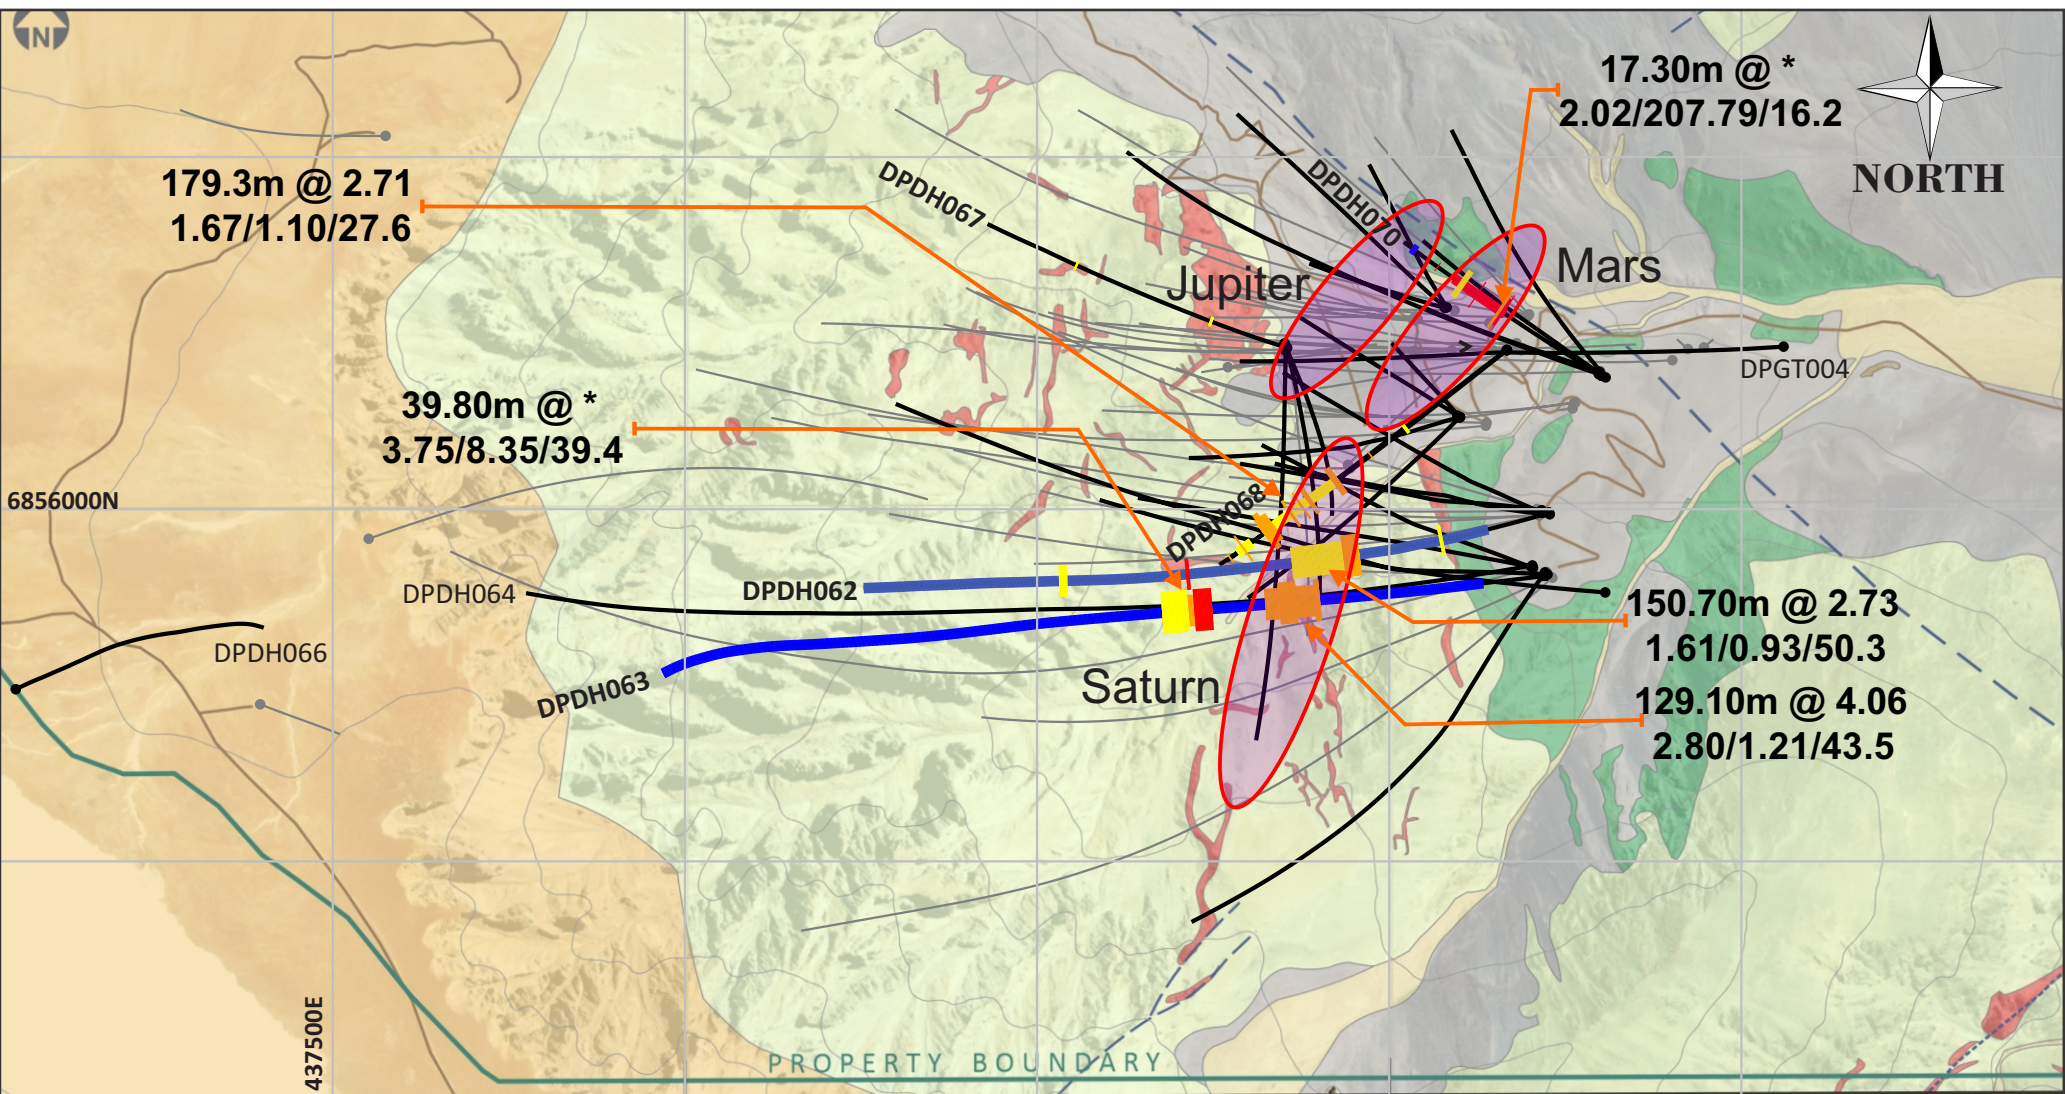 N
17.30m @ *
2.02/207.79/16.2
NORTH
179.3m @ 2.71
1.67/1.10/27.6
DPDH067
DPDH070
Jupiter
Mars
DPGT004
39.80m @ *
3.75/8.35/39.4
6856000N
DPDH068
DPDH064
DPDH062
150.70m @ 2.73
1.61/0.93/50.3
DPDH066
DPDH063
Saturn
129.10m @ 4.06
2.80/1.21/43.5
437500E
PROPERTY BOUNDARY